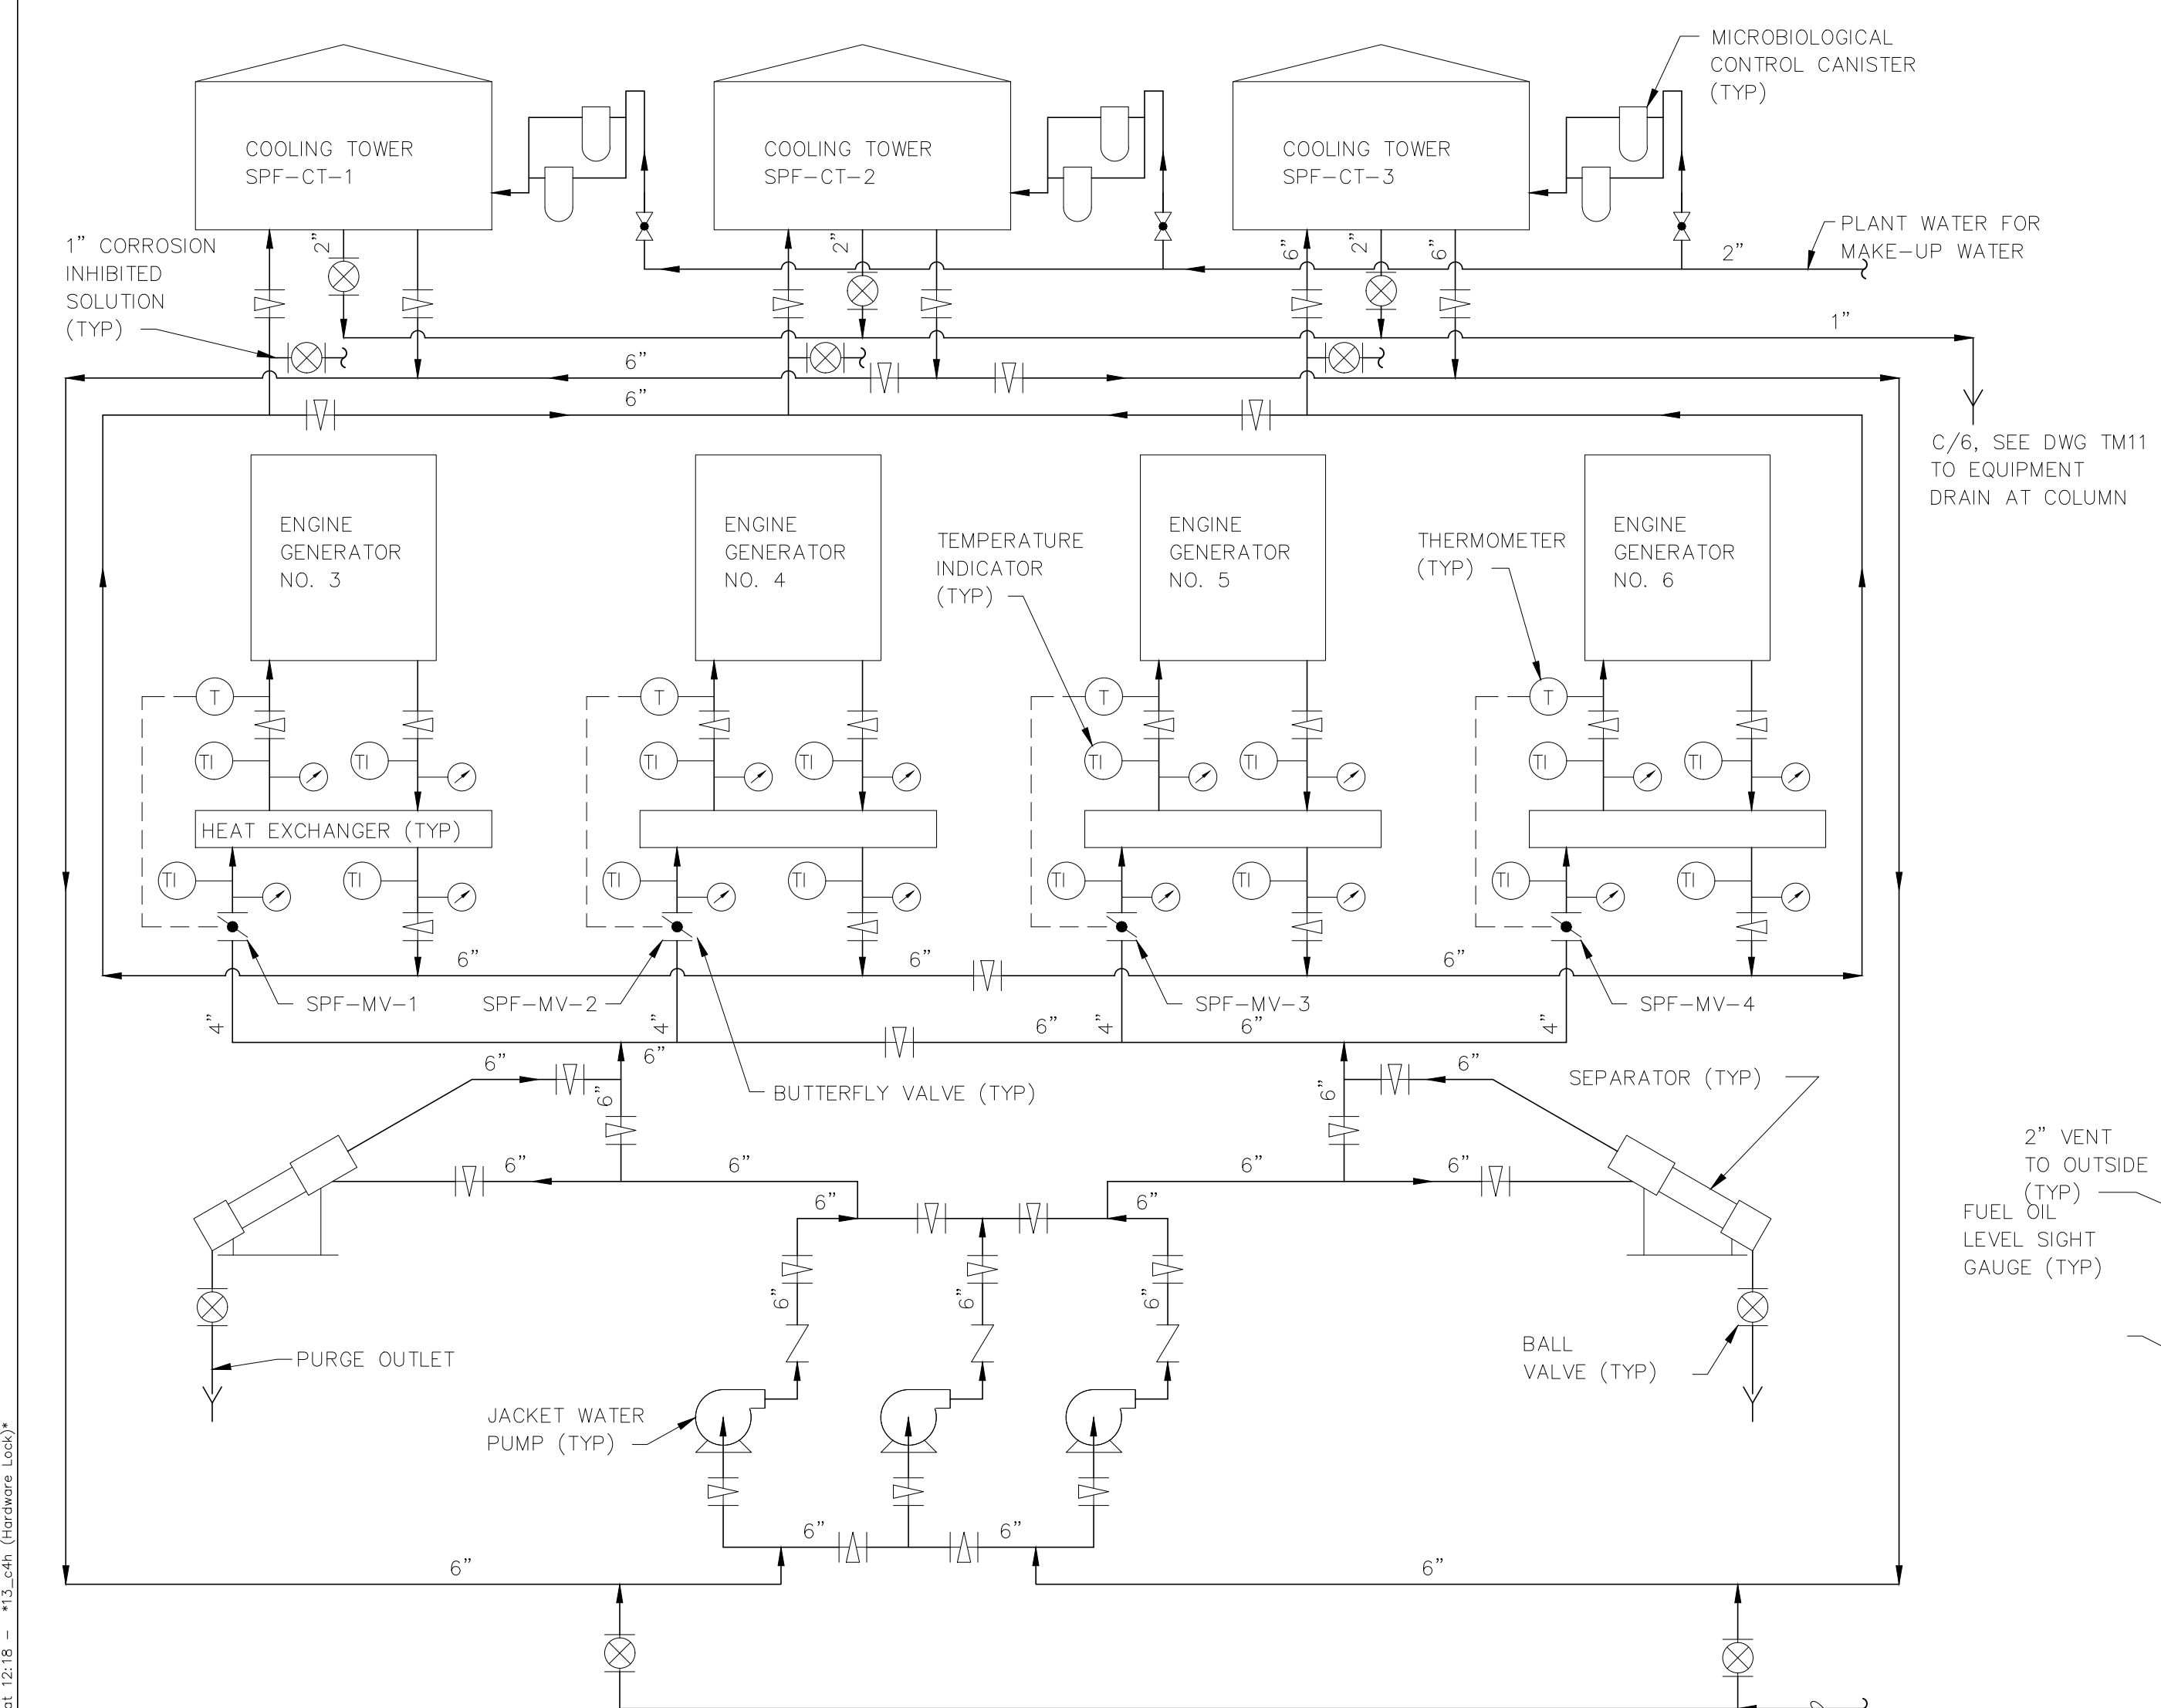 MICROBIOLOGICAL
CONTROL CANISTER
(TYP)
COOLING TOWER
SPF-CT-1
COOLING TOWER
SPF-CT-2
COOLING TOWER
SPF-CT-3
1" CORROSION
INHIBITED
SOLUTION
(TYP)
2"
2"
6"
2"
6"
2"
PLANT WATER FOR
MAKE-UP WATER
1"
6"
6"
C/6, SEE DWG TM11
TO EQUIPMENT
DRAIN AT COLUMN
ENGINE
GENERATOR
NO. 3
ENGINE
GENERATOR
NO. 4
TEMPERATURE
INDICATOR
(TYP)
ENGINE
GENERATOR
NO. 5
THERMOMETER
(TYP)
ENGINE
GENERATOR
NO. 6
T
T
T
T
TI
TI
TI
TI
TI
TI
TI
TI
HEAT EXCHANGER (TYP)
TI
TI
TI
TI
TI
TI
TI
TI
6"
6"
6"
SPF-MV-1
SPF-MV-2
SPF-MV-3
SPF-MV-4
4"
4"
6"
4"
6"
4"
6"
6"
6"
6"
6"
BUTTERFLY VALVE (TYP)
SEPARATOR (TYP)
6"
6"
6"
6"
2" VENT
TO OUTSIDE
(TYP)
FUEL OIL
LEVEL SIGHT
GAUGE (TYP)
6"
6"
6"
6"
6"
PURGE OUTLET
BALL
VALVE (TYP)
JACKET WATER
PUMP (TYP)
6"
6"
6"
6"
at 12:18 - *13_c4h (Hardware Lock)*